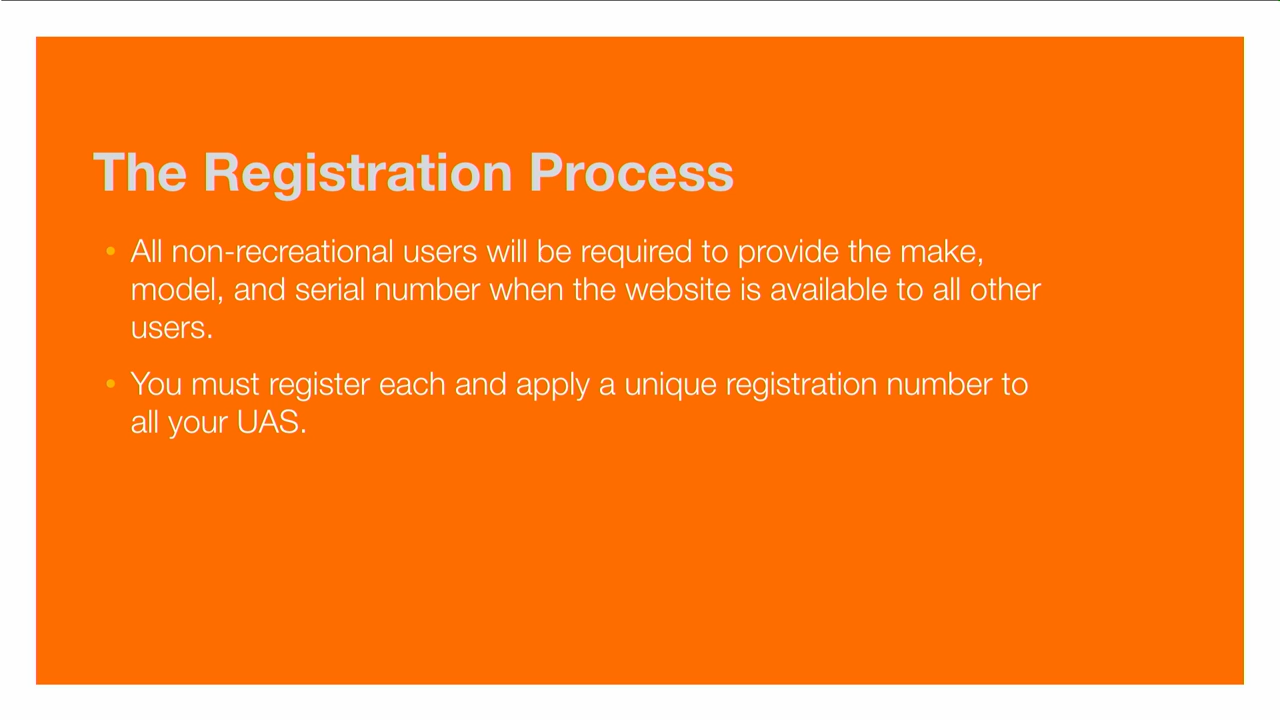 The Registration Process
• All non-recreational users will be required to provide the make,
model, and serial number when the website is available to all other
users.
• You must register each and apply a unique registration number to
all your UAS.